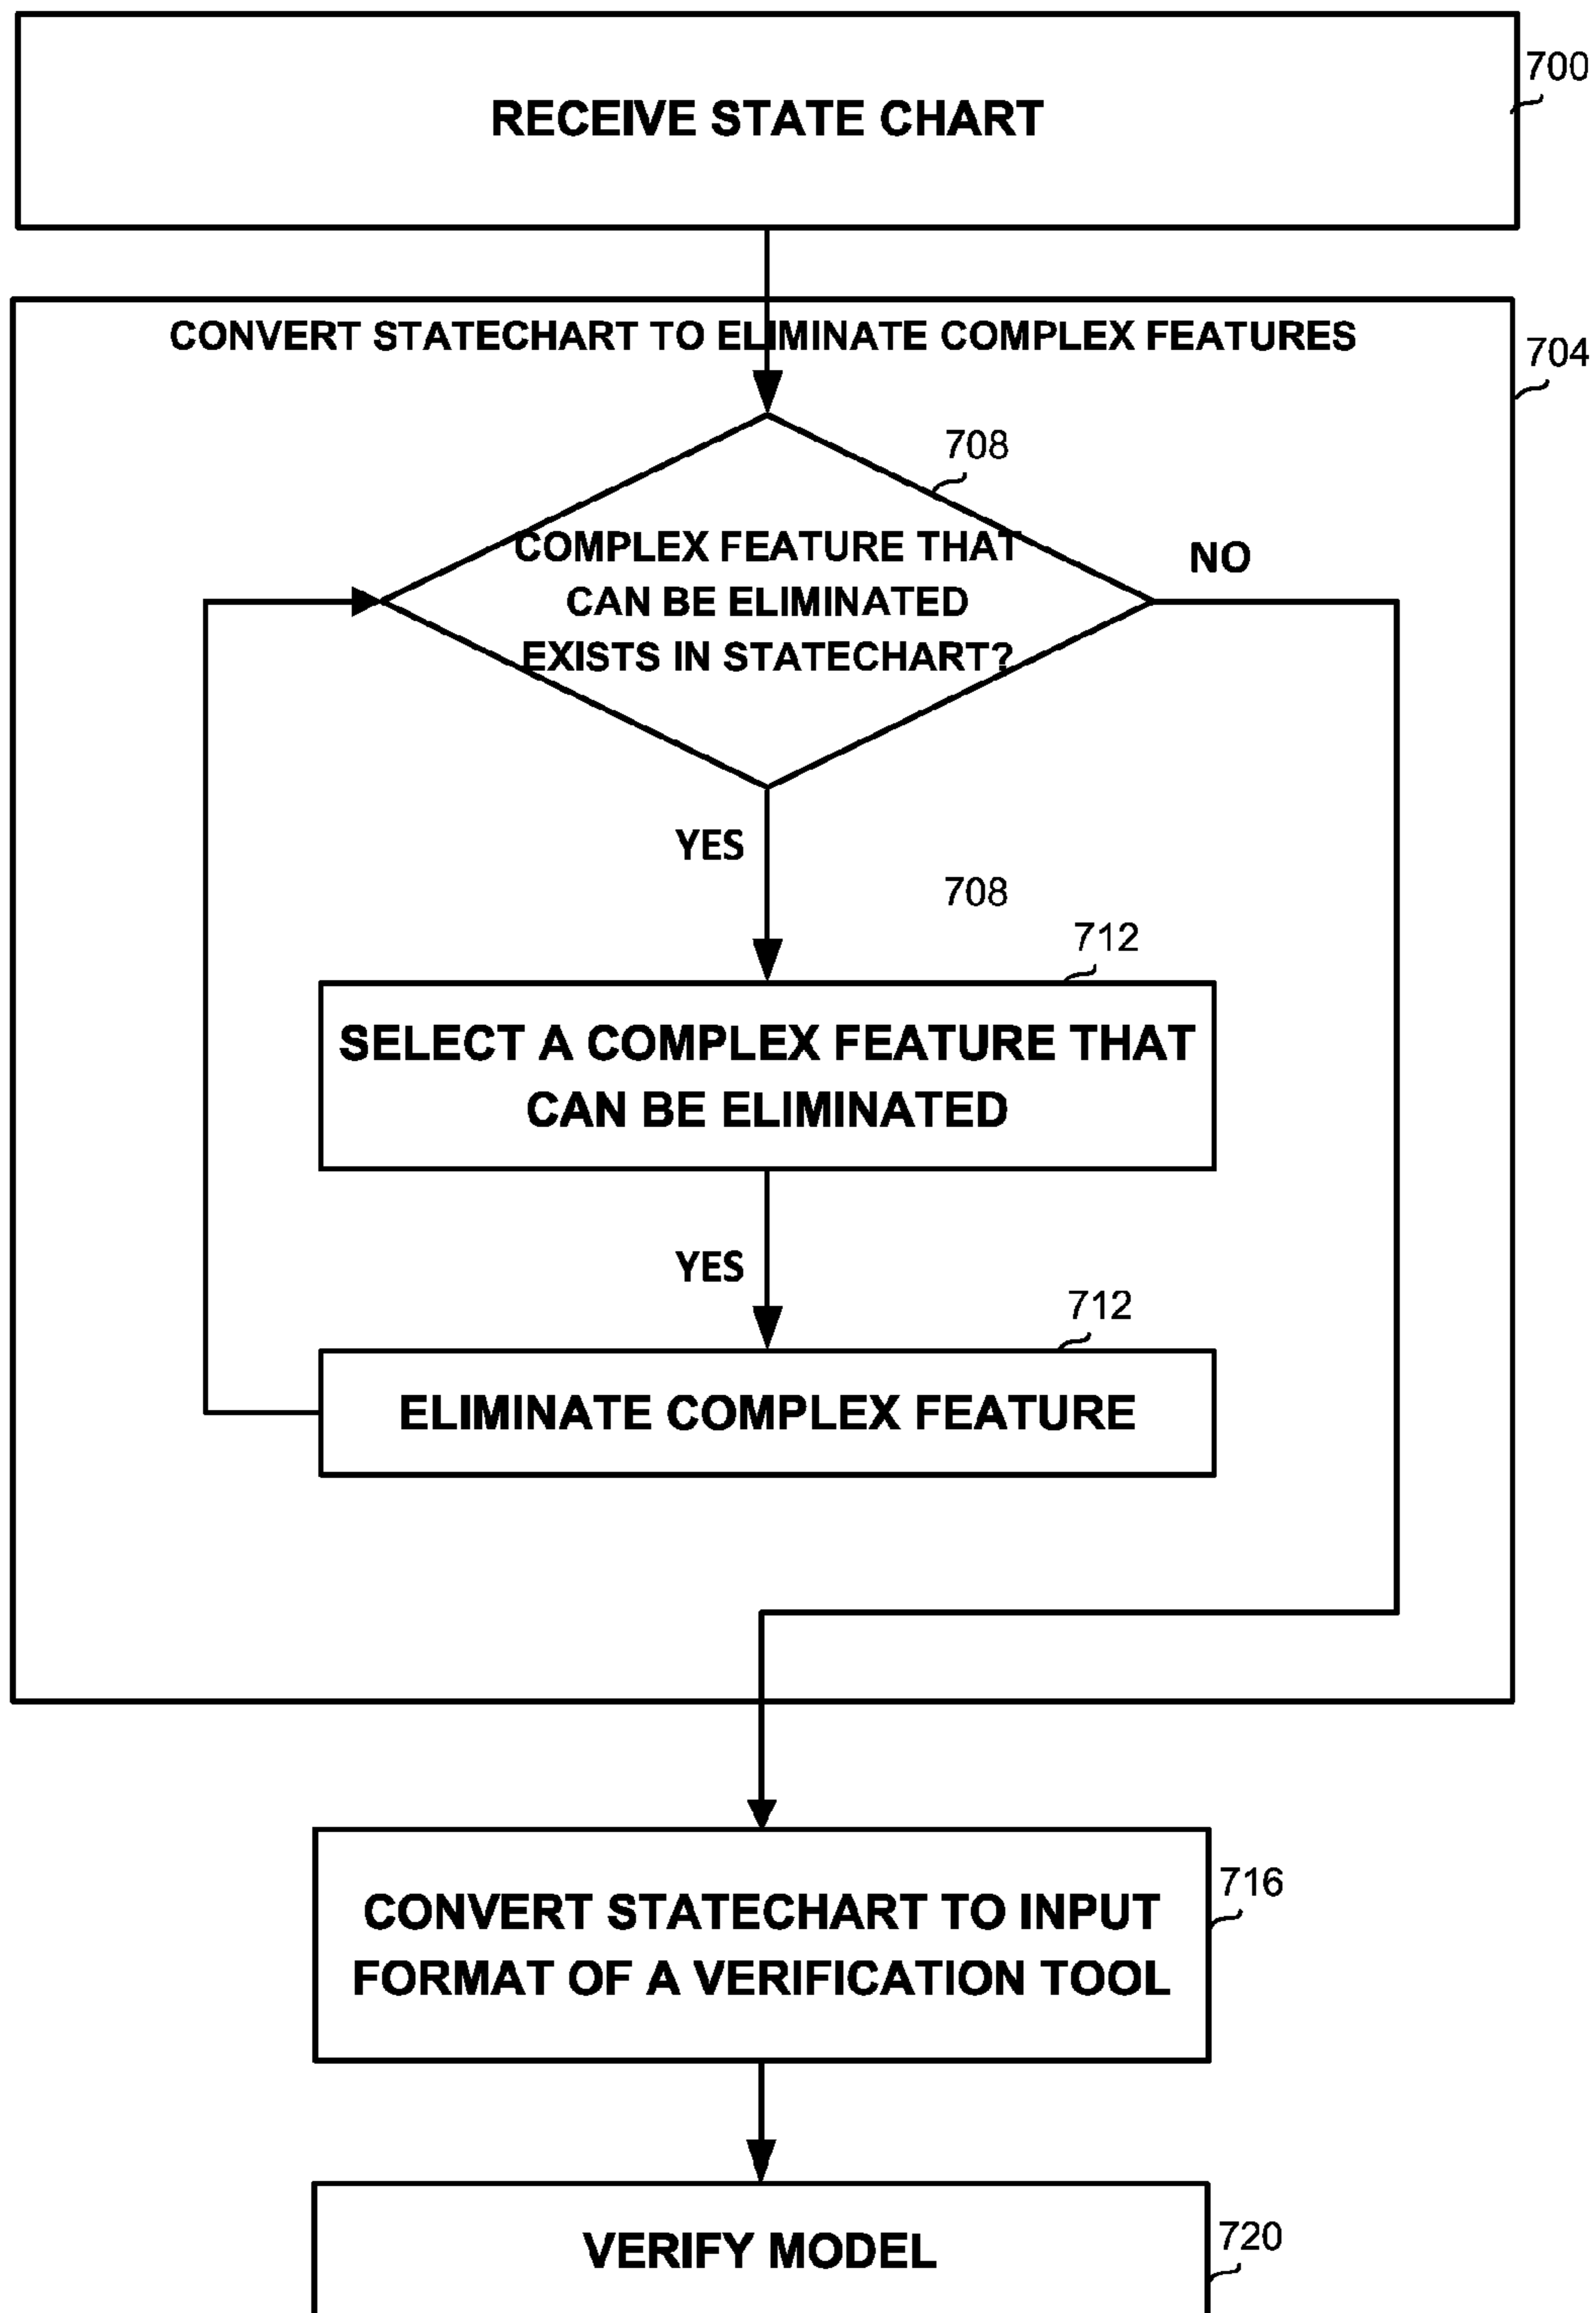 RECEIVE STATE CHART
700
CONVERT STATECHART TO ELIMINATE COMPLEX FEATURES
704
708
COMPLEX FEATURE THAT
CAN BE ELIMINATED
EXISTS IN STATECHART?
NO
YES
708
712
SELECT A COMPLEX FEATURE THAT
CAN BE ELIMINATED
YES
712
ELIMINATE COMPLEX FEATURE
CONVERT STATECHART TO INPUT
FORMAT OF A VERIFICATION TOOL
716
VERIFY MODEL
720